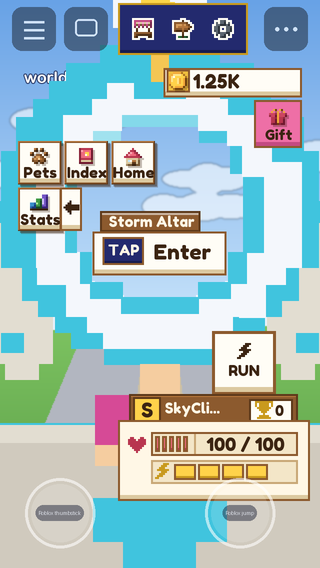 world
1.25K
Gift
Pets
Index
Home
Stats
Storm Altar
TAP Enter
RUN
S SkyCli... 0
100 / 100
Roblox thumbstick
Roblox jump